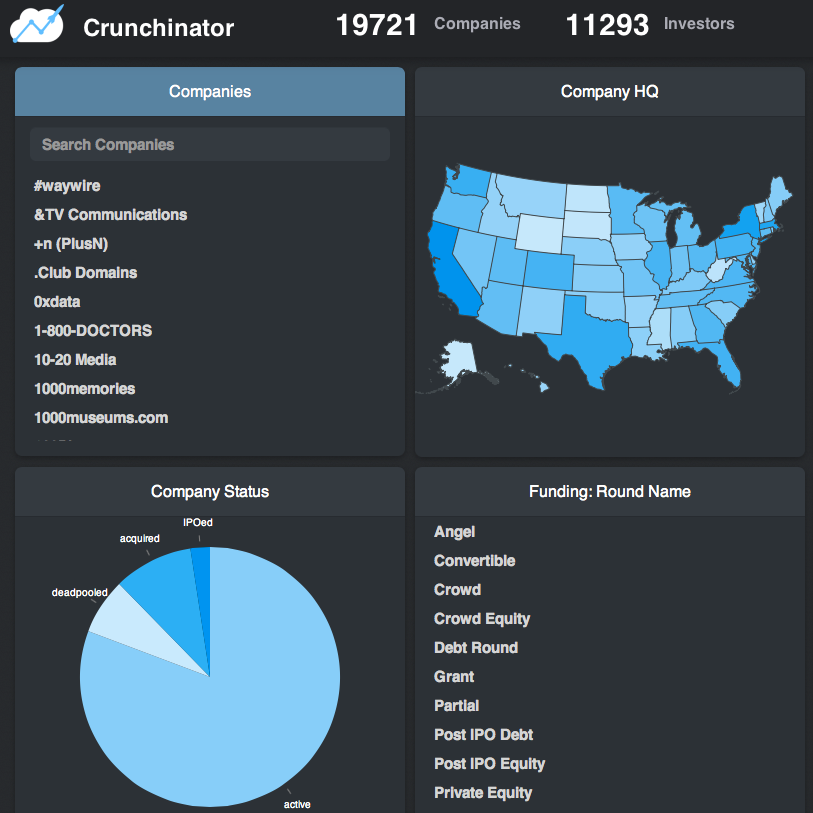 Crunchinator
19721 Companies
11293 Investors
Companies
Search Companies
#waywire
&TV Communications
+n (PlusN)
.Club Domains
0xdata
1-800-DOCTORS
10-20 Media
1000memories
1000museums.com
Company HQ
Company Status
IPOed
acquired
deadpooled
active
Funding: Round Name
Angel
Convertible
Crowd
Crowd Equity
Debt Round
Grant
Partial
Post IPO Debt
Post IPO Equity
Private Equity